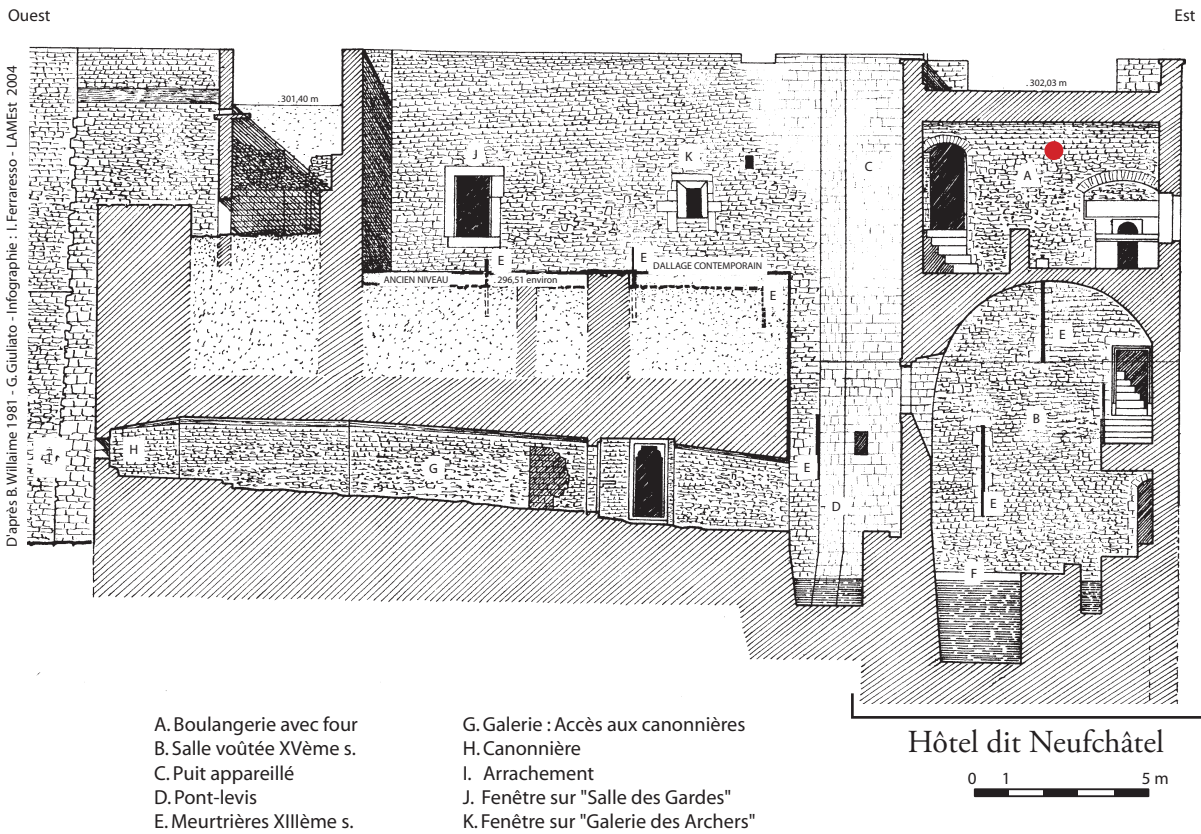 Ouest
Est
D'après B. Willaime 1981 - G. Giuliato - Infographie : I. Ferraresso - LAMEst 2004
.301,40 m
.302,03 m
J
K
C
A
E
E
DALLAGE CONTEMPORAIN
ANCIEN NIVEAU
. 296,51 environ
E
E
B
H
G
E
D
E
F
A. Boulangerie avec four
B. Salle voûtée XVème s.
C. Puit appareillé
D. Pont-levis
E. Meurtrières XIIIème s.
G. Galerie : Accès aux canonnières
H. Canonnière
I. Arrachement
J. Fenêtre sur "Salle des Gardes"
K. Fenêtre sur "Galerie des Archers"
Hôtel dit Neufchâtel
0 1 5 m